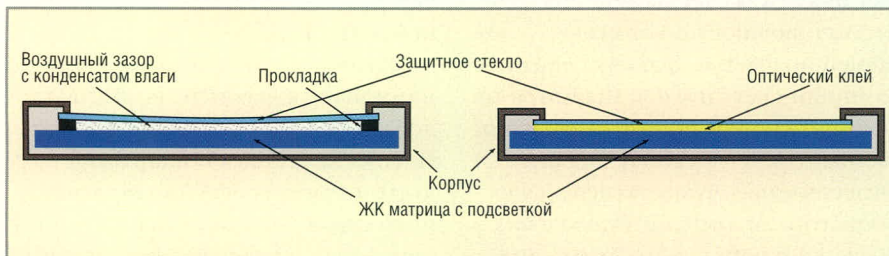 Воздушный зазор
с конденсатом влаги
Прокладка
Защитное стекло
Оптический клей
Корпус
ЖК матрица с подсветкой